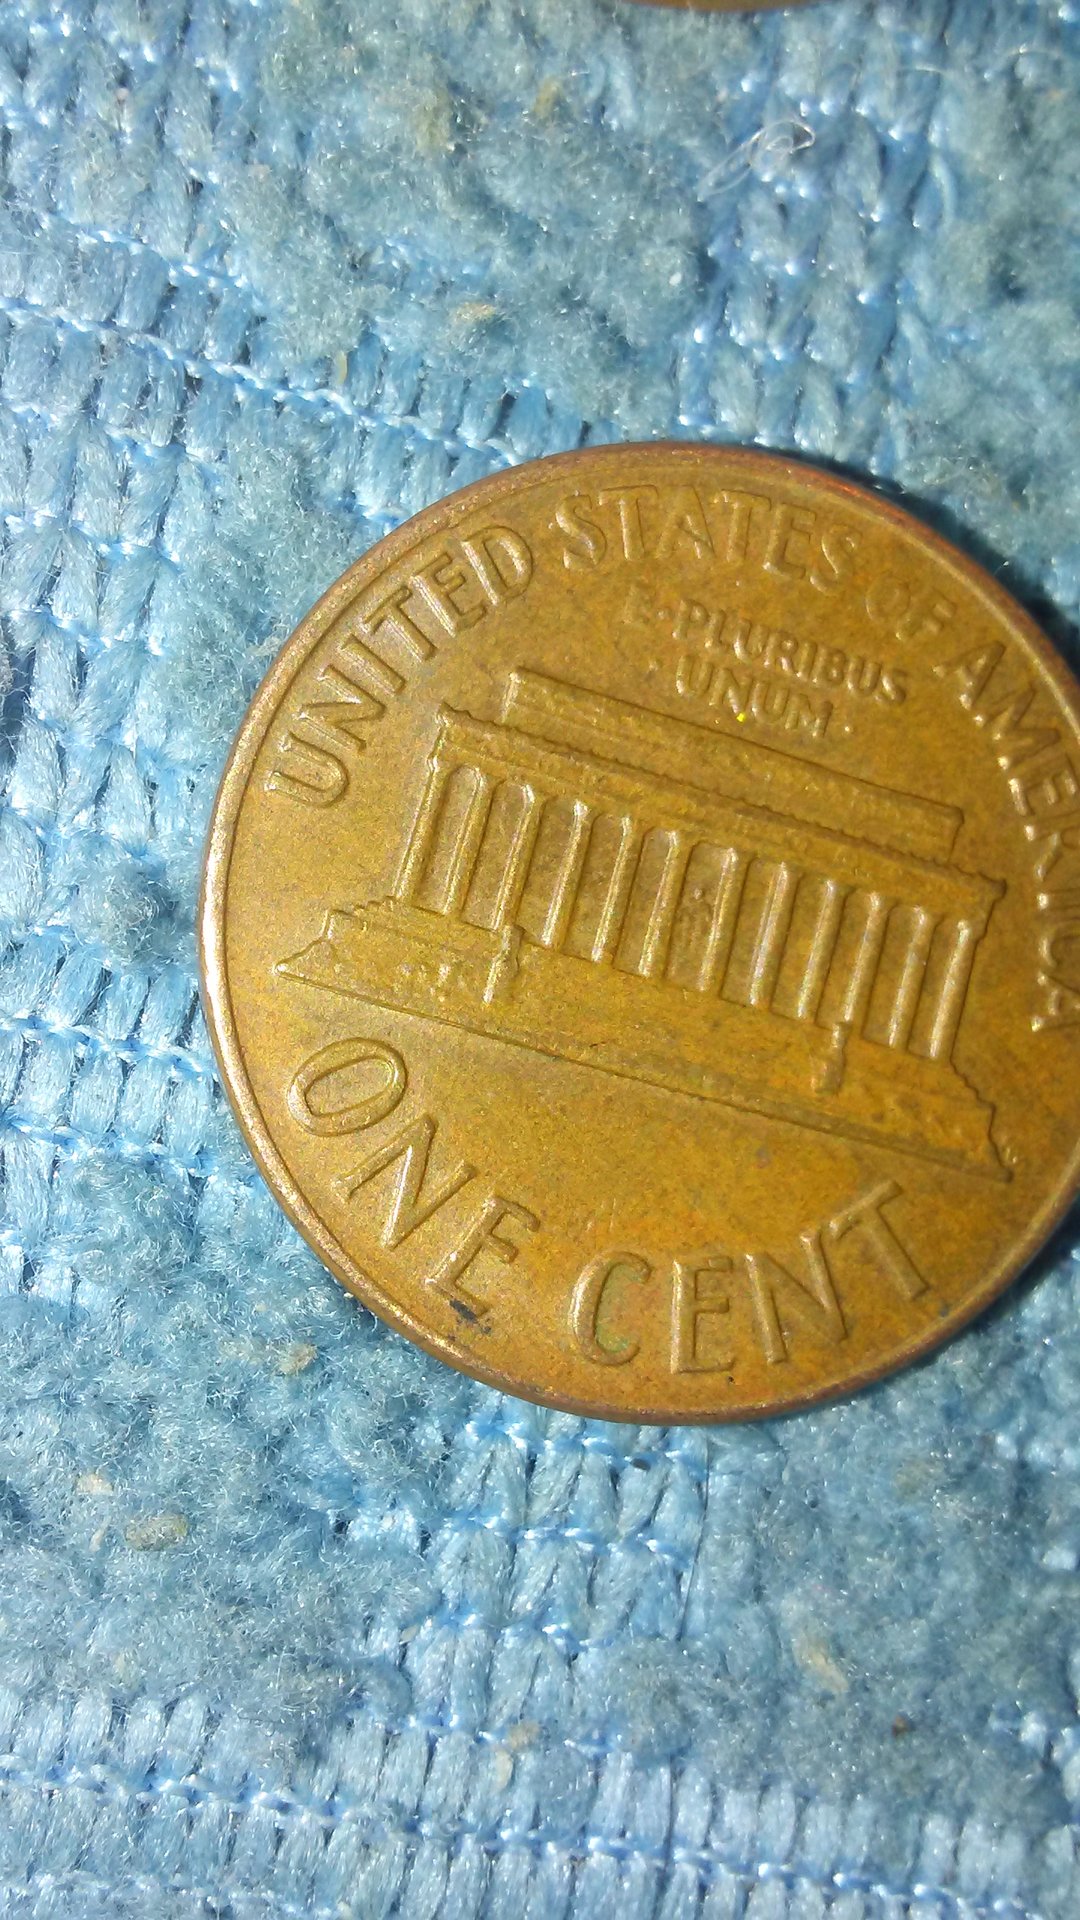 UNITED STATES OF AMERICA
E·PLURIBUS
·UNUM·
ONE CENT